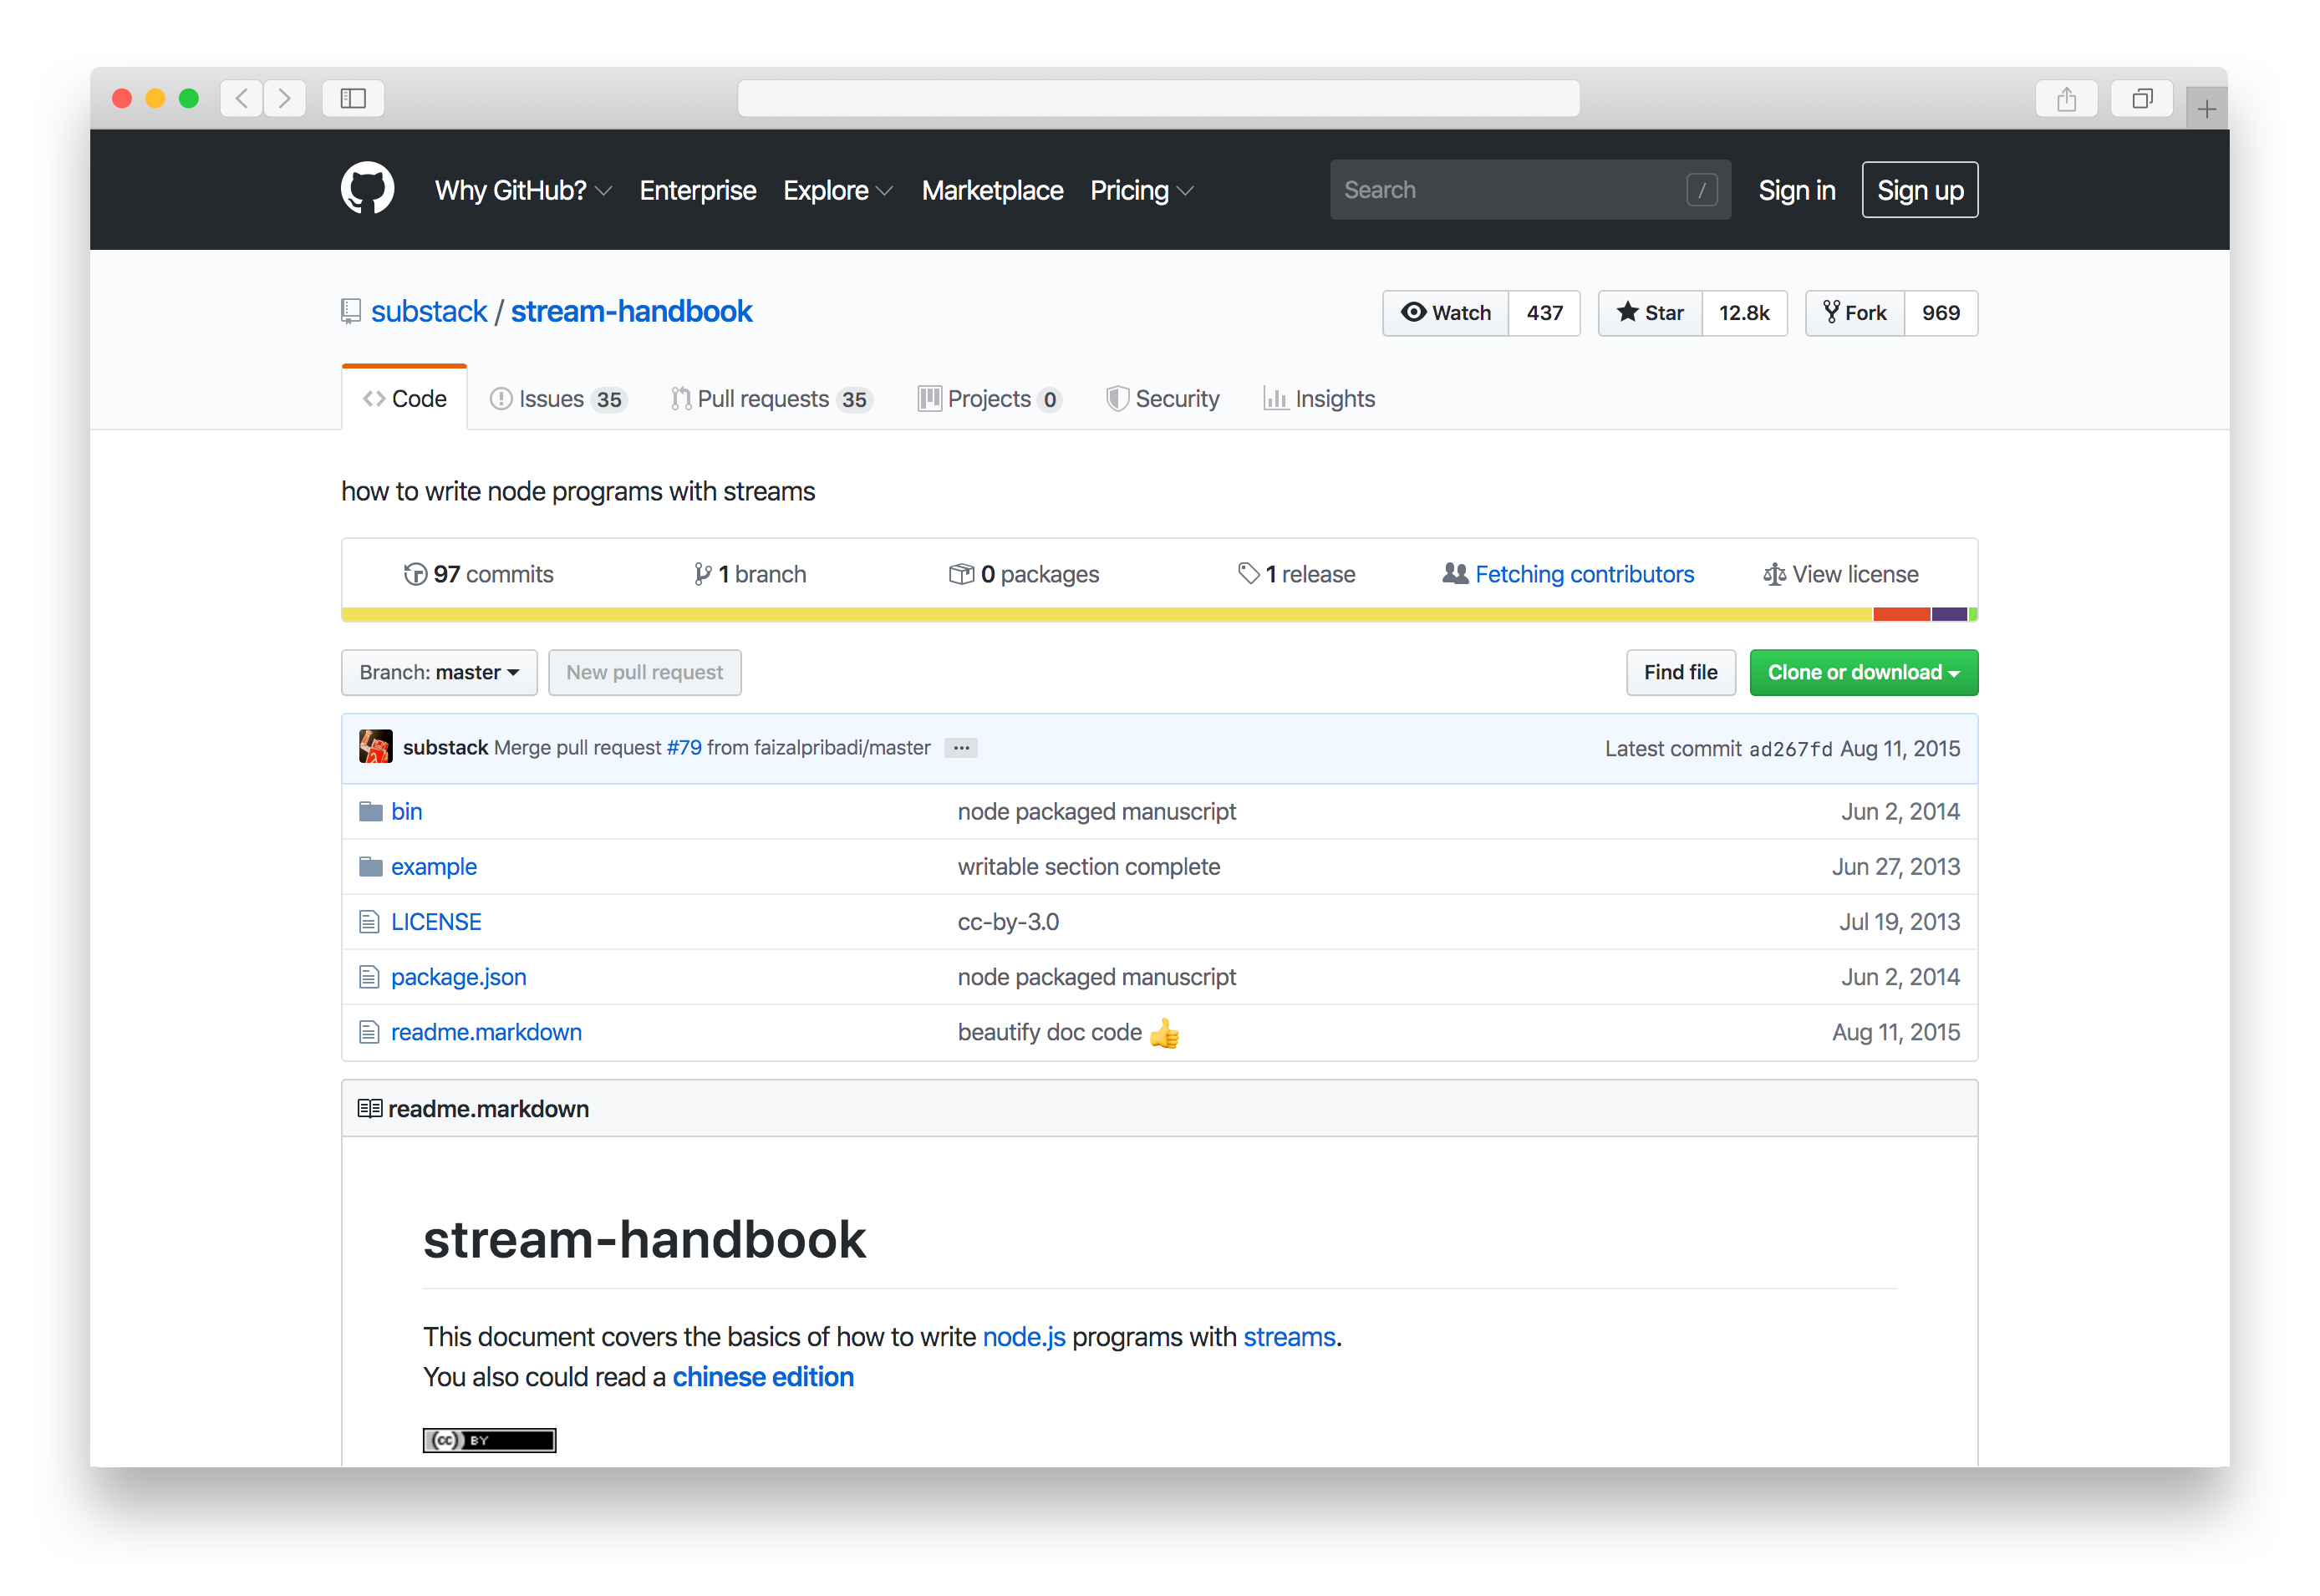 Why GitHub? Enterprise Explore Marketplace Pricing Search / Sign in Sign up
substack / stream-handbook Watch 437 Star 12.8k Fork 969
Code Issues 35 Pull requests 35 Projects 0 Security Insights
how to write node programs with streams
97 commits 1 branch 0 packages 1 release Fetching contributors View license
Branch: master New pull request Find file Clone or download
substack Merge pull request #79 from faizalpribadi/master ... Latest commit ad267fd Aug 11, 2015
bin node packaged manuscript Jun 2, 2014
example writable section complete Jun 27, 2013
LICENSE cc-by-3.0 Jul 19, 2013
package.json node packaged manuscript Jun 2, 2014
readme.markdown beautify doc code 👍 Aug 11, 2015
readme.markdown
stream-handbook
This document covers the basics of how to write node.js programs with streams.
You also could read a chinese edition
(cc) BY